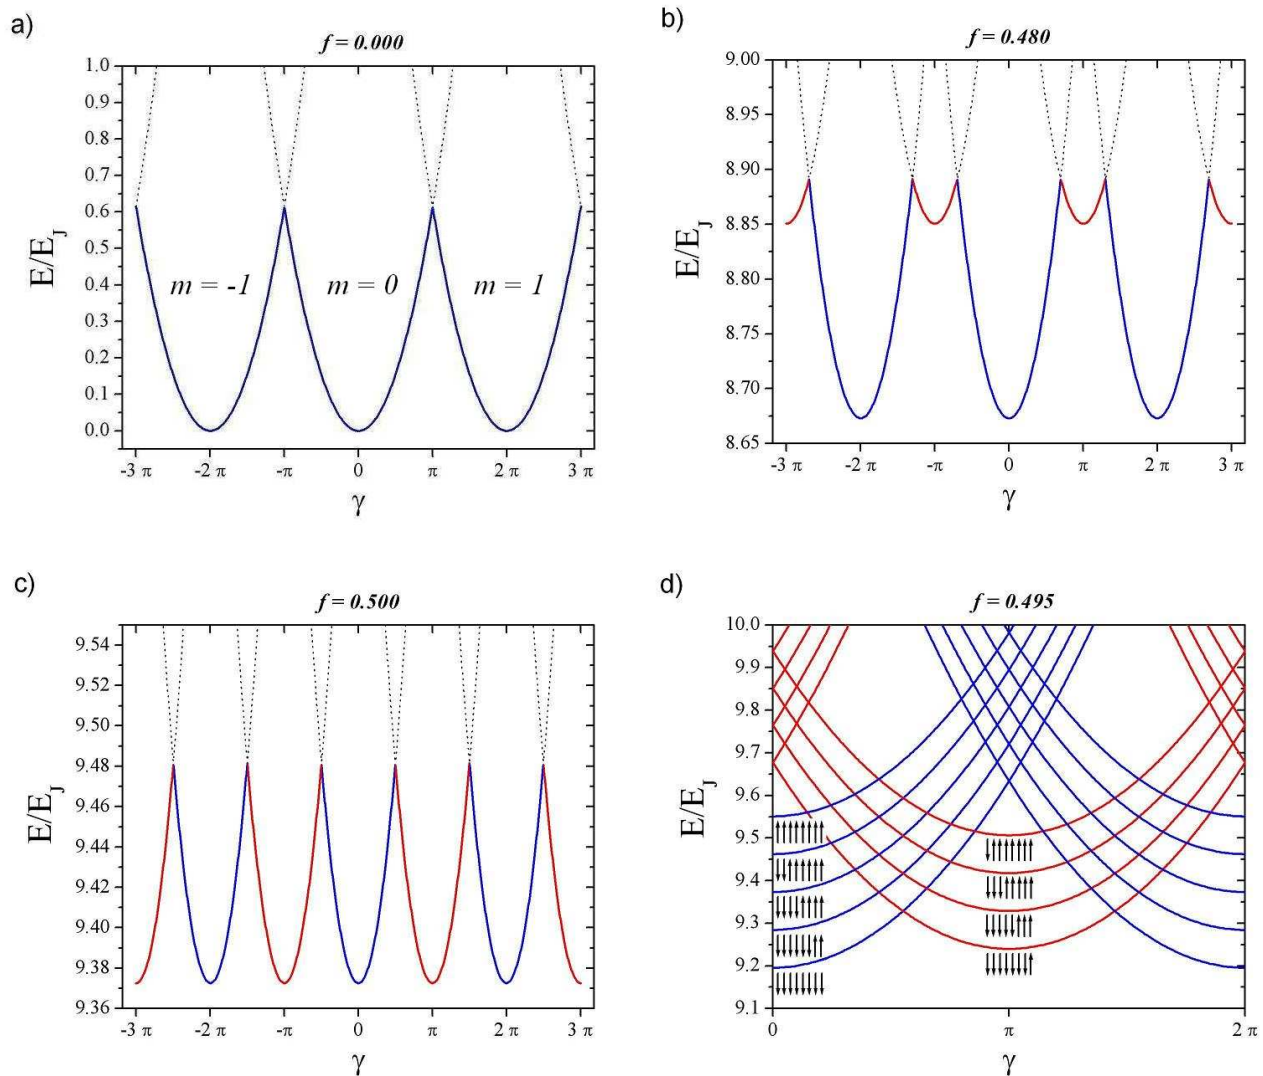 a)
f = 0.000
1.0
0.9
0.8
0.7
0.6
0.5
0.4
0.3
0.2
0.1
0.0
E/E_J
m = -1
m = 0
m = 1
-3 π
-2 π
-π
0
π
2 π
3 π
γ
b)
f = 0.480
9.00
8.95
8.90
8.85
8.80
8.75
8.70
8.65
E/E_J
-3 π
-2 π
-π
0
π
2 π
3 π
γ
c)
f = 0.500
9.54
9.52
9.50
9.48
9.46
9.44
9.42
9.40
9.38
9.36
E/E_J
-3 π
-2 π
-π
0
π
2 π
3 π
γ
d)
f = 0.495
10.0
9.9
9.8
9.7
9.6
9.5
9.4
9.3
9.2
9.1
E/E_J
0
π
2 π
γ